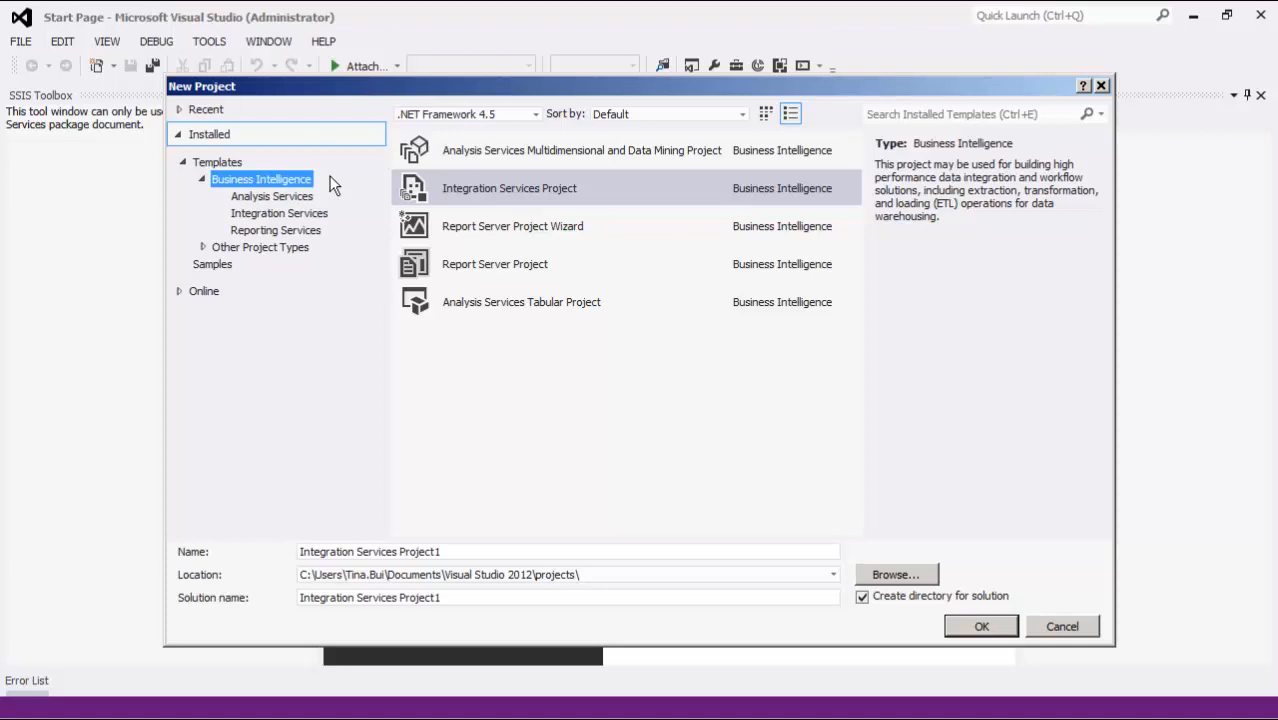 Start Page - Microsoft Visual Studio (Administrator)
Quick Launch (Ctrl+Q)
FILE EDIT VIEW DEBUG TOOLS WINDOW HELP
Attach...
SSIS Toolbox
This tool window can only be use
Services package document.
New Project
Recent
Installed
Templates
Business Intelligence
Analysis Services
Integration Services
Reporting Services
Other Project Types
Samples
Online
.NET Framework 4.5 Sort by: Default
Analysis Services Multidimensional and Data Mining Project Business Intelligence
Integration Services Project Business Intelligence
Report Server Project Wizard Business Intelligence
Report Server Project Business Intelligence
Analysis Services Tabular Project Business Intelligence
Search Installed Templates (Ctrl+E)
Type: Business Intelligence
This project may be used for building high
performance data integration and workflow
solutions, including extraction, transformation,
and loading (ETL) operations for data
warehousing.
Name: Integration Services Project1
Location: C:\Users\Tina.Bui\Documents\Visual Studio 2012\projects\ Browse...
Solution name: Integration Services Project1 Create directory for solution
OK Cancel
Error List